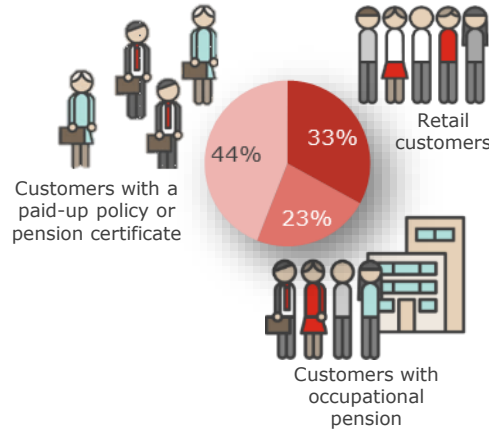 Retail
customers
33%
44%
23%
Customers with a
paid-up policy or
pension certificate
Customers with
occupational
pension